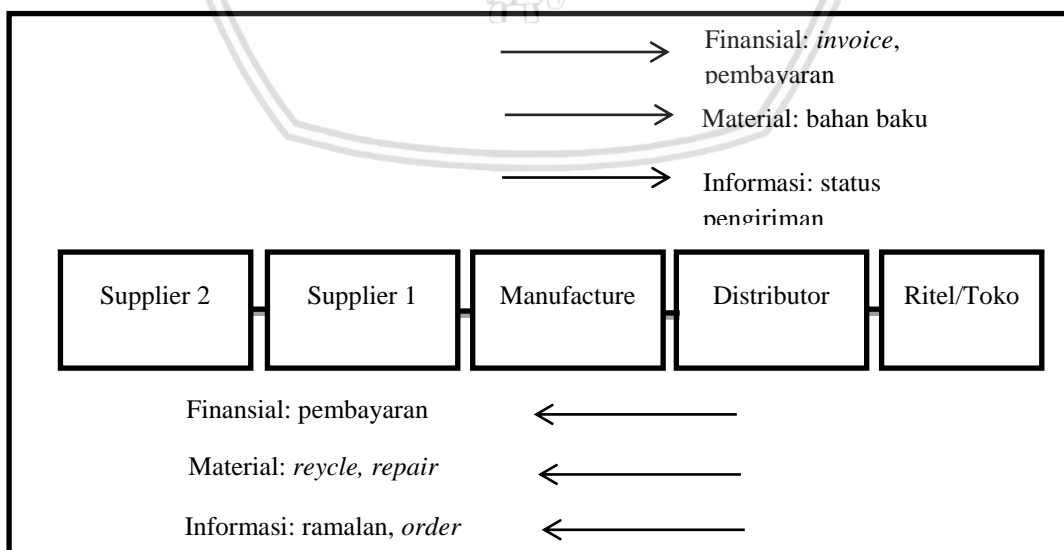 Finansial: invoice,
pembayaran
Material: bahan baku
Informasi: status
pengiriman
Supplier 2 Supplier 1 Manufacture Distributor Ritel/Toko
Finansial: pembayaran
Material: reycle, repair
Informasi: ramalan, order